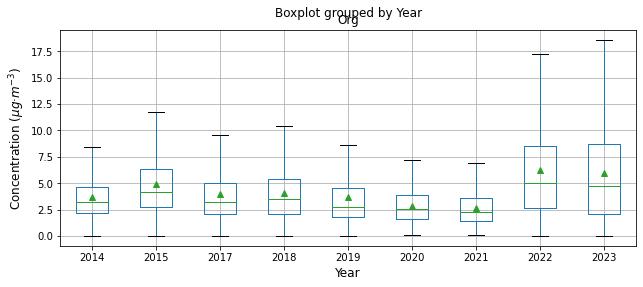 Boxplot grouped by Year
Org
Concentration (μg·m⁻³)
17.5
15.0
12.5
10.0
7.5
5.0
2.5
0.0
2014 2015 2017 2018 2019 2020 2021 2022 2023
Year